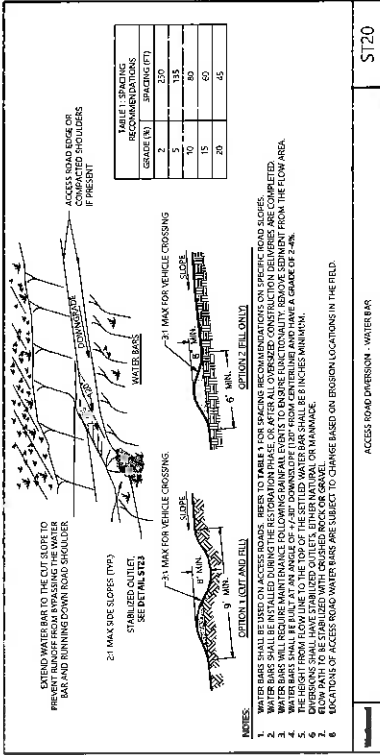 EXTEND WATER BAR TO THE CUT SLOPE TO
PREVENT RUNOFF FROM BYPASSING THE WATER
BAR AND RUNNING DOWN ROAD SHOULDER
ACCESS ROAD EDGE OR
COMPACTED SHOULDERS
IF PRESENT
DOWNGRADE
120°
WATER BARS
2:1 MAX SIDE SLOPES (TYP.)
STABILIZED OUTLET,
SEE DETAIL ST23
TABLE 1: SPACING
RECOMMENDATIONS
GRADE (%) SPACING (FT)
2 250
5 135
10 80
15 60
20 45
3:1 MAX FOR VEHICLE CROSSING
SLOPE
8" MIN.
9' MIN.
OPTION 1 (CUT AND FILL)
3:1 MAX FOR VEHICLE CROSSING
SLOPE
8" MIN.
6' MIN.
OPTION 2 (FILL ONLY)
NOTES:
1. WATER BARS SHALL BE USED ON ACCESS ROADS. REFER TO TABLE 1 FOR SPACING RECOMMENDATIONS ON SPECIFIC ROAD SLOPES.
2. WATER BARS SHALL BE INSTALLED DURING THE RESTORATION PHASE, OR AFTER ALL OVERSIZED CONSTRUCTION DELIVERIES ARE COMPLETED.
3. WATER BARS WILL REQUIRE MAINTENANCE FOLLOWING RAINFALL EVENTS TO ENSURE FUNCTIONALITY. REMOVE SEDIMENT FROM THE FLOW AREA.
4. WATER BARS SHALL BE BUILT AT AN ANGLE OF +/-30° DOWNSLOPE (120° FROM CENTERLINE) AND HAVE A GRADE OF 2-4%.
5. THE HEIGHT FROM FLOW LINE TO THE TOP OF THE SETTLED WATER BAR SHALL BE 8 INCHES MINIMUM.
6. DIVERSIONS SHALL HAVE STABILIZED OUTLETS, EITHER NATURAL OR MANMADE.
7. FLOW PATH TO BE STABILIZED WITH CRUSHED ROCK OR GRAVEL.
8. LOCATIONS OF ACCESS ROAD WATER BARS ARE SUBJECT TO CHANGE BASED ON EROSION LOCATIONS IN THE FIELD.
ACCESS ROAD DIVERSION - WATER BAR
ST20